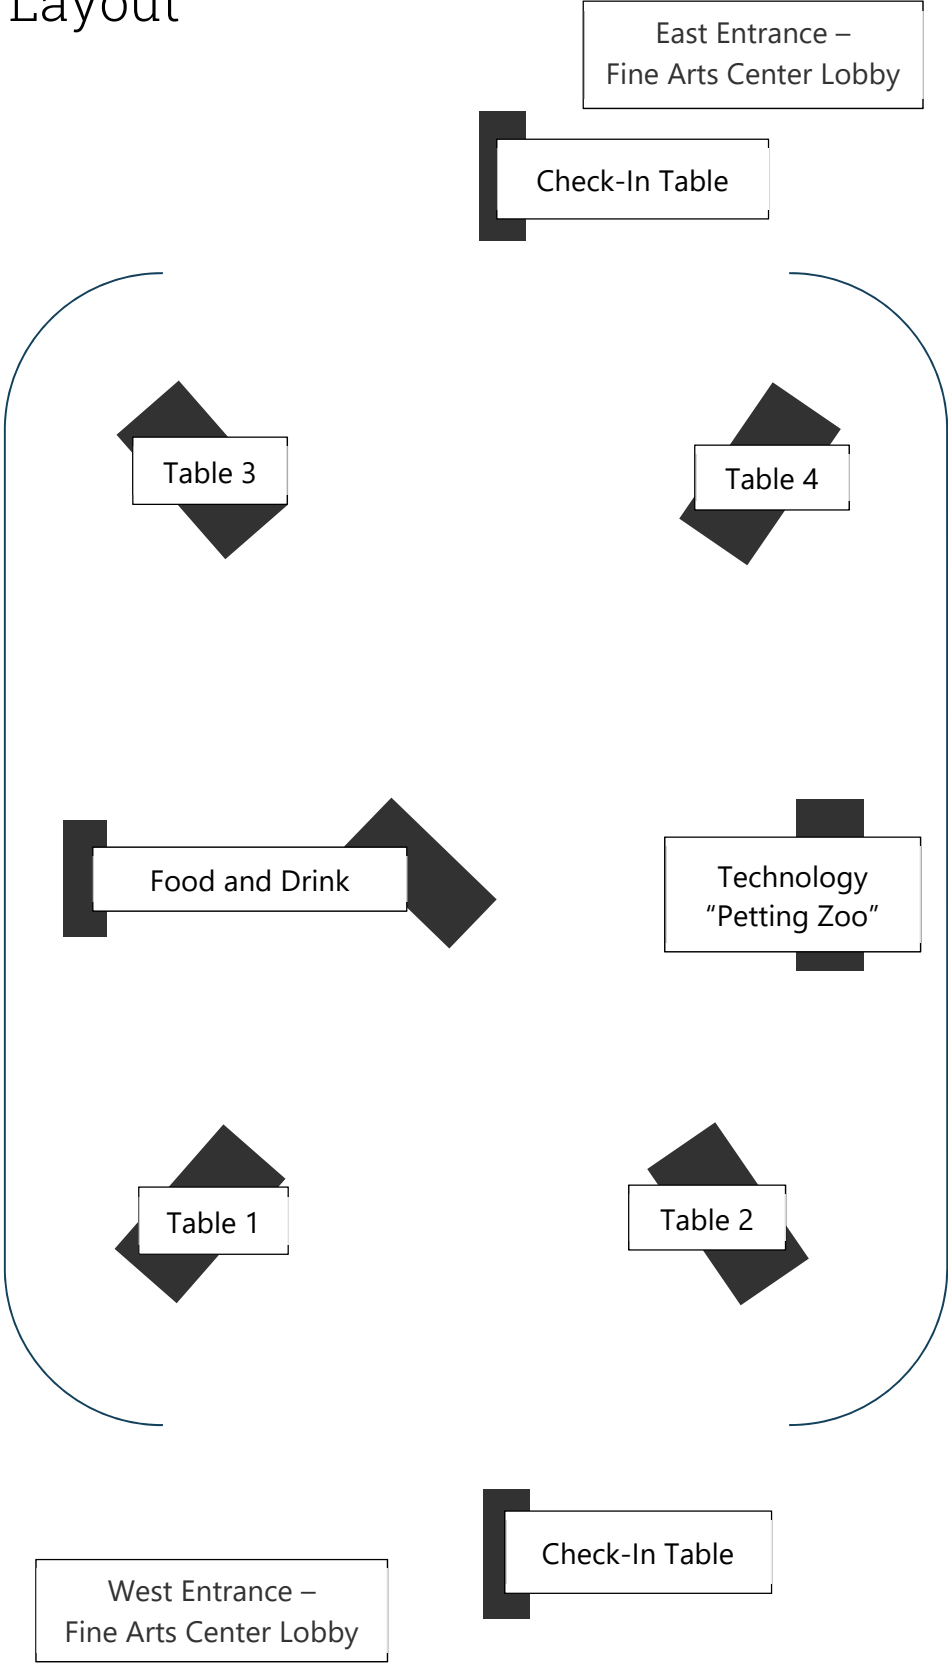 Layout
East Entrance –
Fine Arts Center Lobby
Check-In Table
Table 3
Table 4
Food and Drink
Technology
“Petting Zoo”
Table 1
Table 2
Check-In Table
West Entrance –
Fine Arts Center Lobby